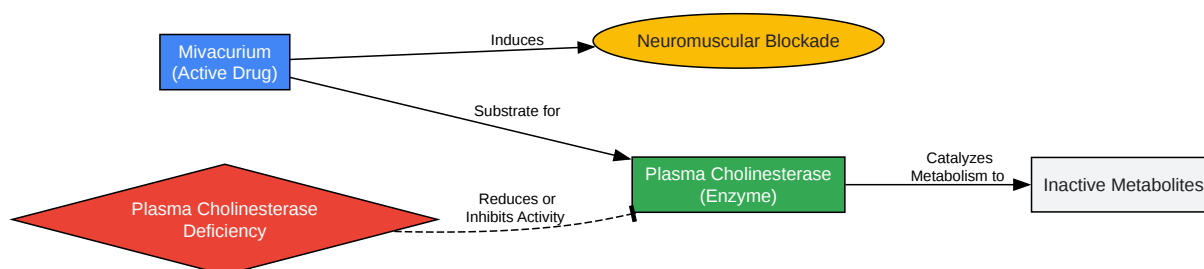 Mivacurium
(Active Drug)
Induces
Neuromuscular Blockade
Substrate for
Plasma Cholinesterase
(Enzyme)
Catalyzes
Metabolism to
Inactive Metabolites
Plasma Cholinesterase
Deficiency
Reduces or
Inhibits Activity